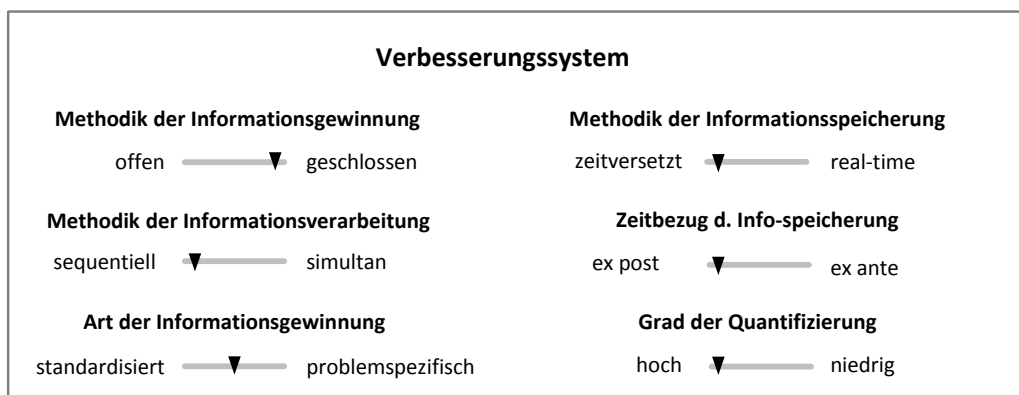 Verbesserungssystem
Methodik der Informationsgewinnung
offen geschlossen
Methodik der Informationsverarbeitung
sequentiell simultan
Art der Informationsgewinnung
standardisiert problemspezifisch
Methodik der Informationsspeicherung
zeitversetzt real-time
Zeitbezug d. Info-speicherung
ex post ex ante
Grad der Quantifizierung
hoch niedrig